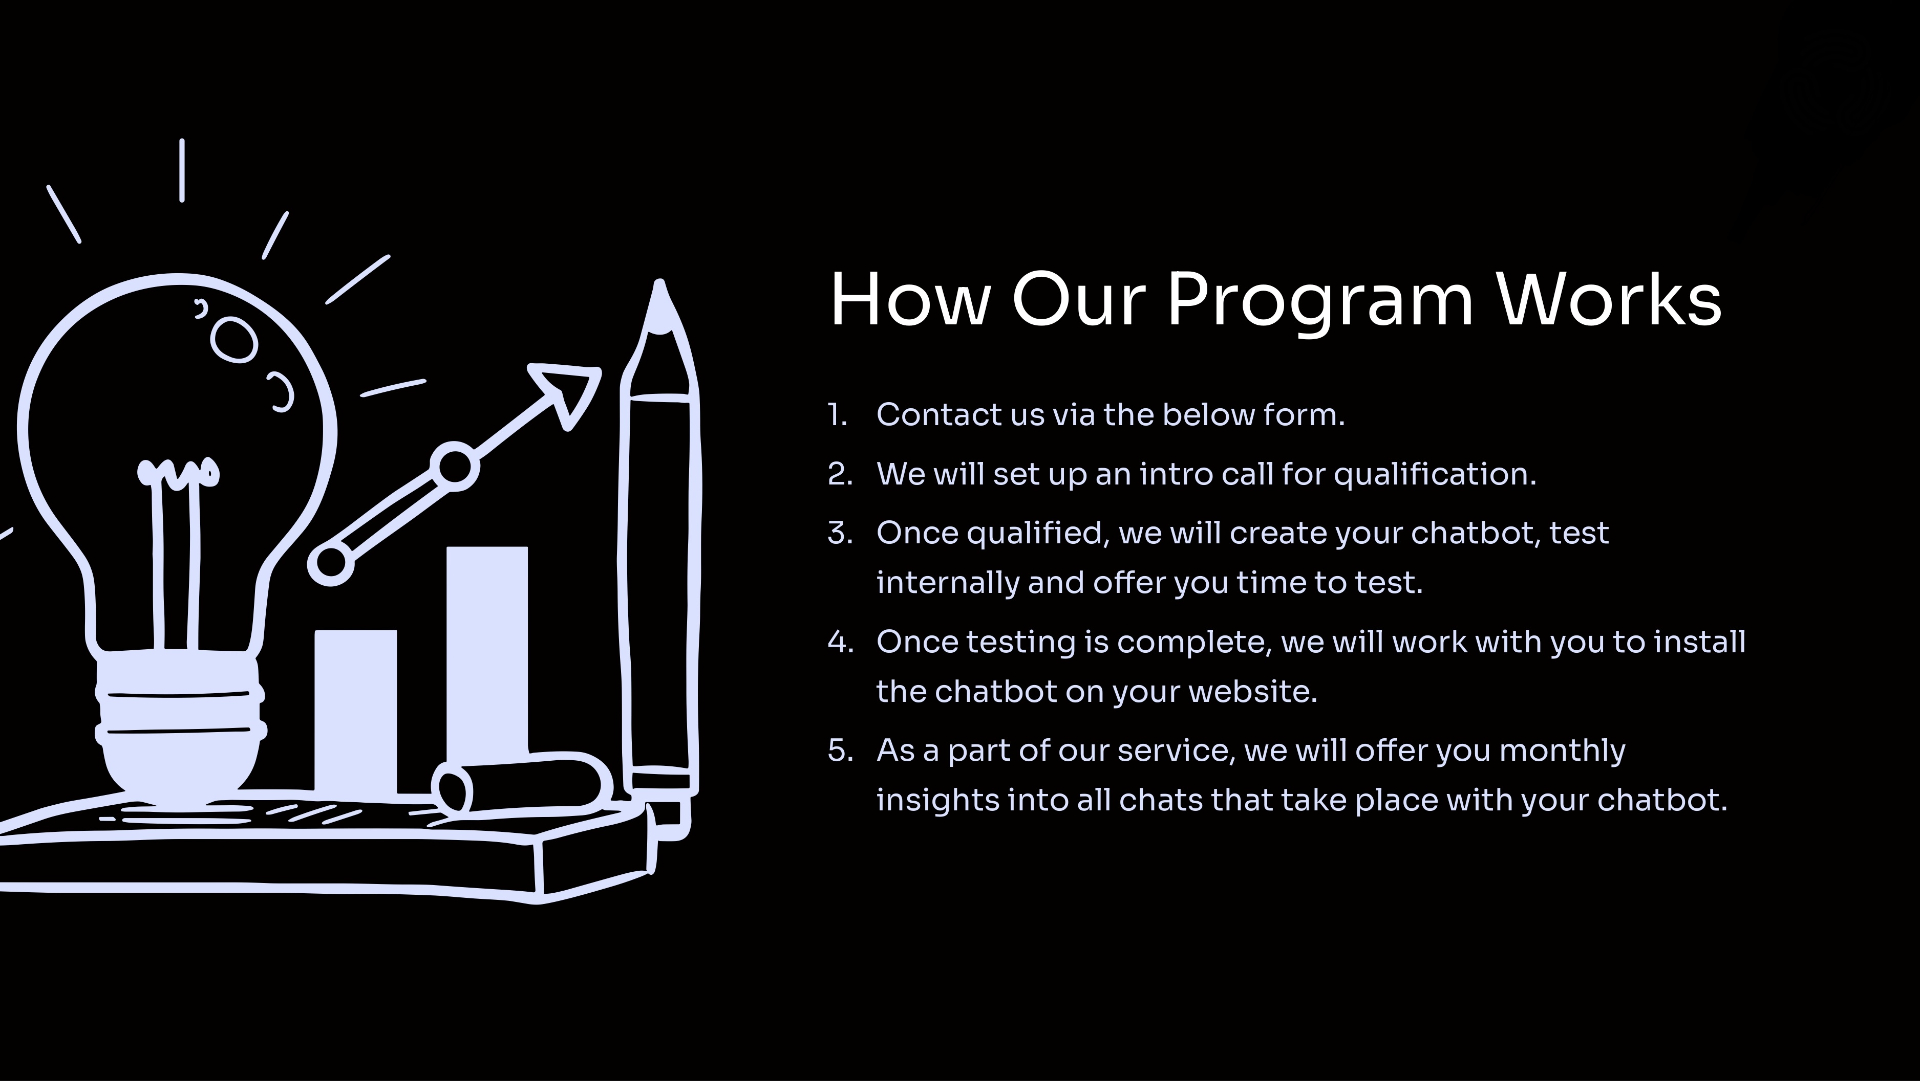 How Our Program Works
1. Contact us via the below form.
2. We will set up an intro call for qualification.
3. Once qualified, we will create your chatbot, test
internally and offer you time to test.
4. Once testing is complete, we will work with you to install
the chatbot on your website.
5. As a part of our service, we will offer you monthly
insights into all chats that take place with your chatbot.